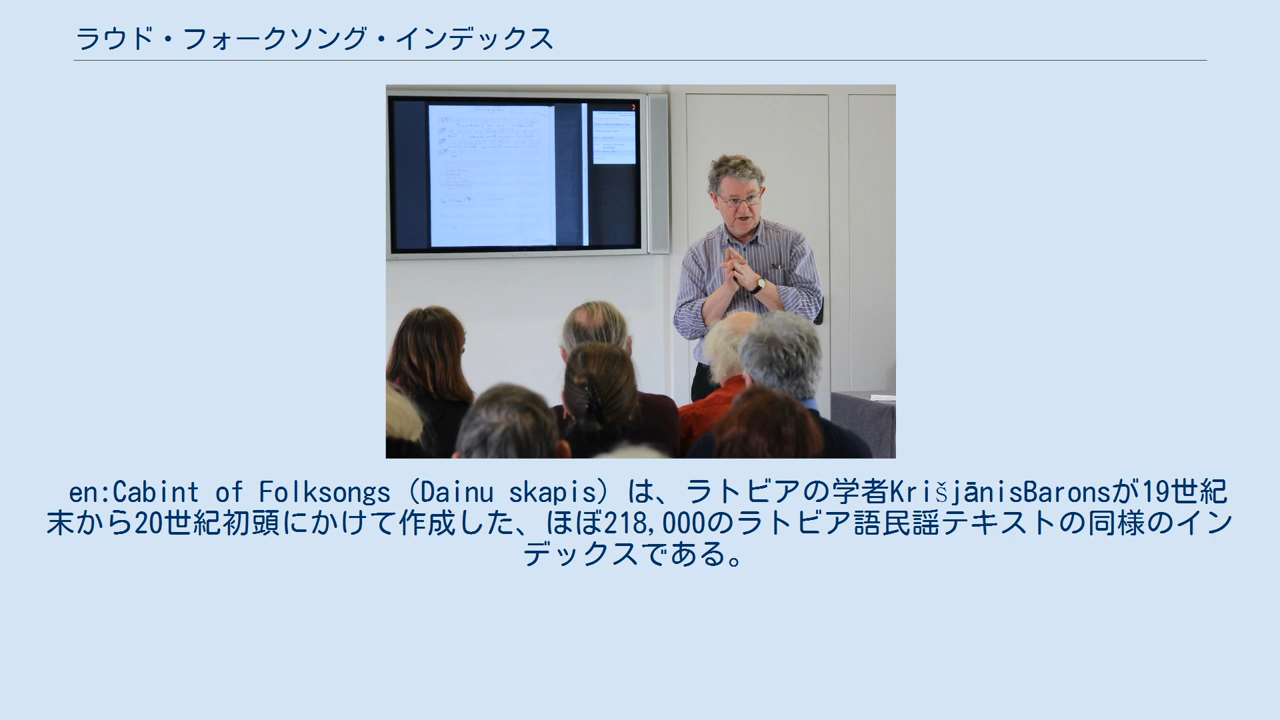 ラウド・フォークソング・インデックス
en:Cabint of Folksongs (Dainu skapis) は、ラトビアの学者KrišjānisBaronsが19世紀
末から20世紀初頭にかけて作成した、ほぼ218,000のラトビア語民謡テキストの同様のイン
デックスである。